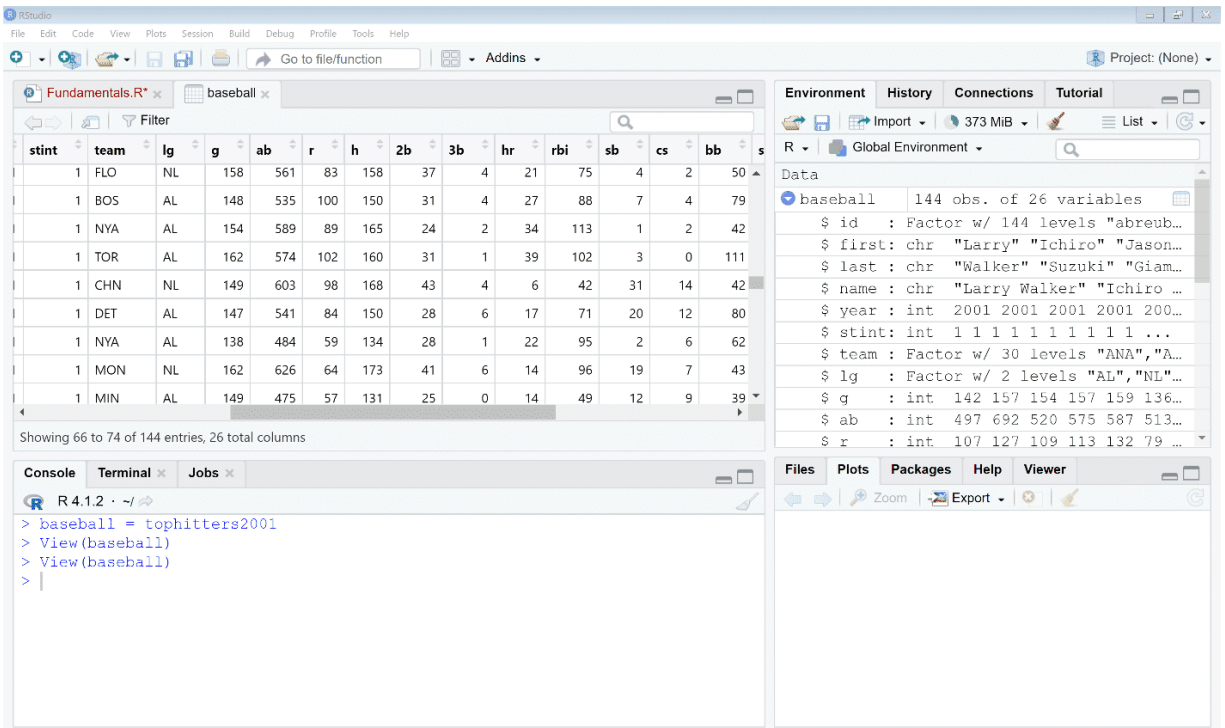 RStudio
File Edit Code View Plots Session Build Debug Profile Tools Help
Go to file/function Addins Project: (None)
Fundamentals.R* baseball
Filter
stint team lg g ab r h 2b 3b hr rbi sb cs bb s
1 FLO NL 158 561 83 158 37 4 21 75 4 2 50
1 BOS AL 148 535 100 150 31 4 27 88 7 4 79
1 NYA AL 154 589 89 165 24 2 34 113 1 2 42
1 TOR AL 162 574 102 160 31 1 39 102 3 0 111
1 CHN NL 149 603 98 168 43 4 6 42 31 14 42
1 DET AL 147 541 84 150 28 6 17 71 20 12 80
1 NYA AL 138 484 59 134 28 1 22 95 2 6 62
1 MON NL 162 626 64 173 41 6 14 96 19 7 43
1 MIN AL 149 475 57 131 25 0 14 49 12 9 39
Showing 66 to 74 of 144 entries, 26 total columns
Console Terminal Jobs
R 4.1.2 · ~/
> baseball = tophitters2001
> View(baseball)
> View(baseball)
>
Environment History Connections Tutorial
Import 373 MiB List
R Global Environment
Data
baseball 144 obs. of 26 variables
$ id : Factor w/ 144 levels "abreub…
$ first: chr "Larry" "Ichiro" "Jason…
$ last : chr "Walker" "Suzuki" "Giam…
$ name : chr "Larry Walker" "Ichiro …
$ year : int 2001 2001 2001 2001 200…
$ stint: int 1 1 1 1 1 1 1 1 1 1 ...
$ team : Factor w/ 30 levels "ANA","A…
$ lg : Factor w/ 2 levels "AL","NL"…
$ g : int 142 157 154 157 159 136…
$ ab : int 497 692 520 575 587 513…
$ r : int 107 127 109 113 132 79 …
Files Plots Packages Help Viewer
Zoom Export